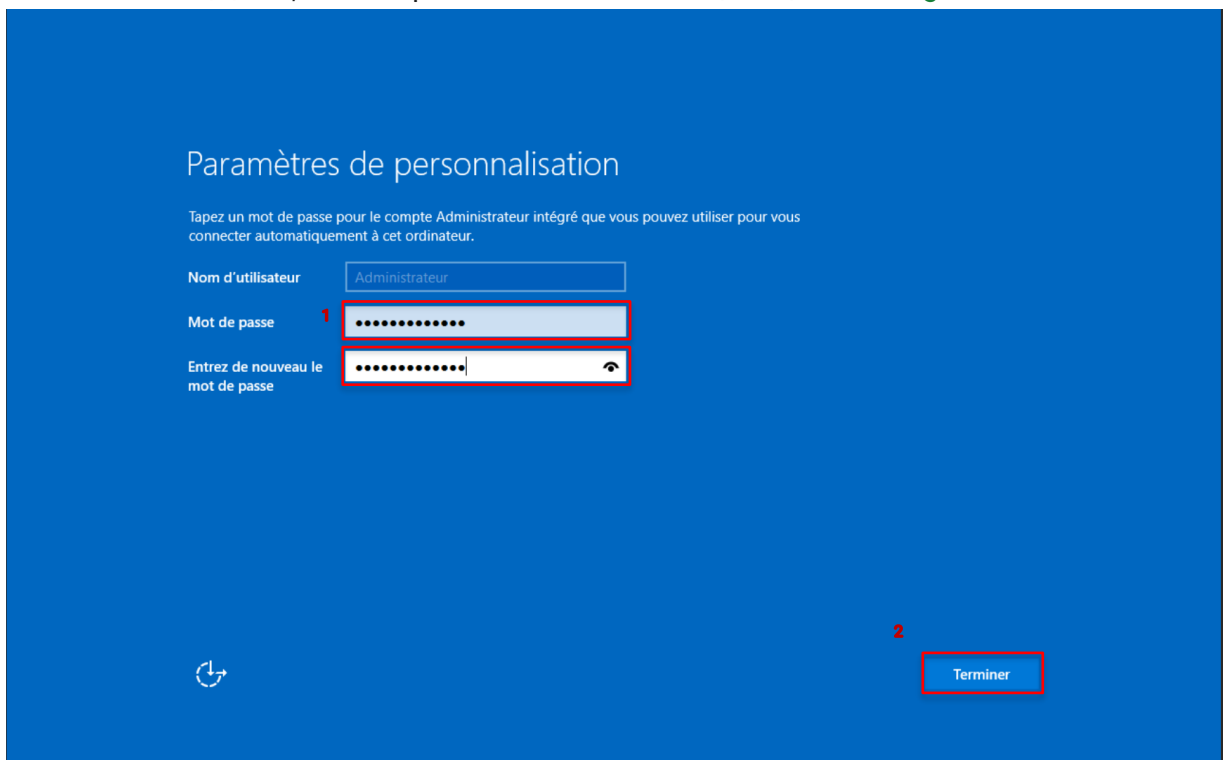 Paramètres de personnalisation
Tapez un mot de passe pour le compte Administrateur intégré que vous pouvez utiliser pour vous
connecter automatiquement à cet ordinateur.
Nom d'utilisateur
Administrateur
1
Mot de passe
•••••••••••••
Entrez de nouveau le
mot de passe
•••••••••••••
2
Terminer